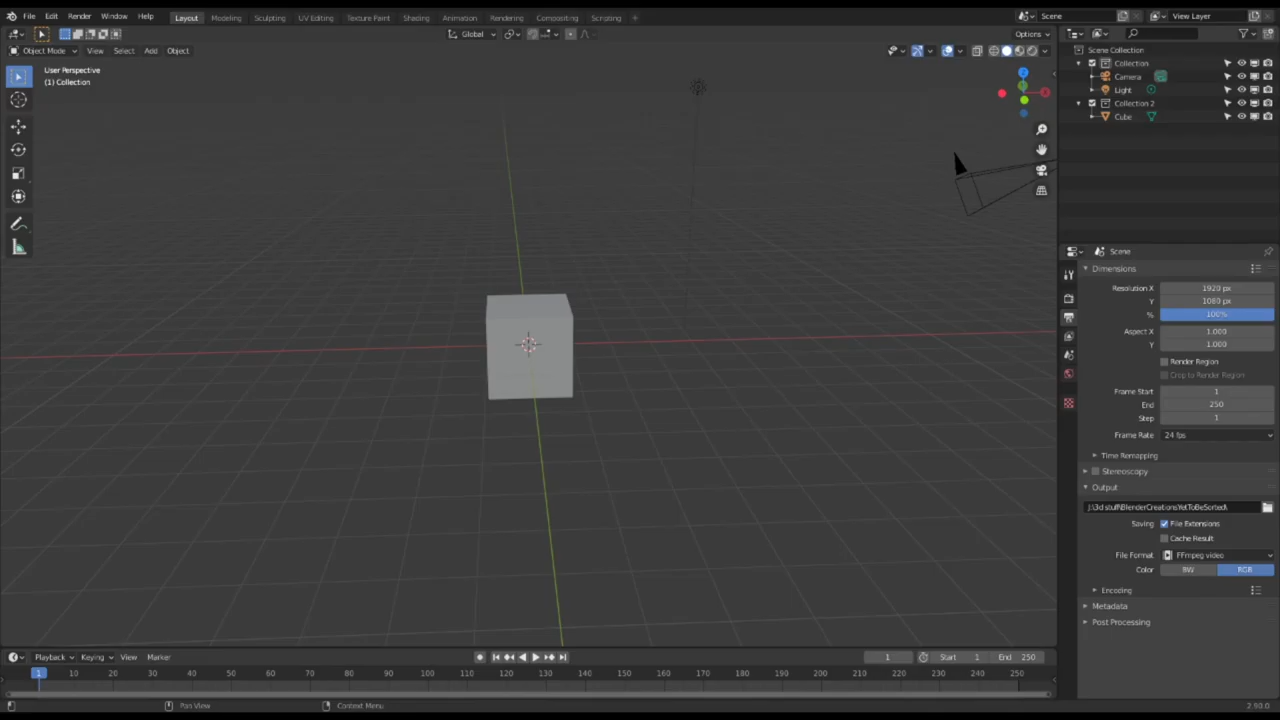 File Edit Render Window Help Layout Modeling Sculpting UV Editing Texture Paint Shading Animation Rendering Compositing Scripting + Scene View Layer
Global Options
Object Mode View Select Add Object
User Perspective
(1) Collection
Scene Collection
Collection
Camera
Light
Collection 2
Cube
Scene
Dimensions
Resolution X 1920 px
Y 1080 px
% 100%
Aspect X 1.000
Y 1.000
Render Region
Crop to Render Region
Frame Start 1
End 250
Step 1
Frame Rate 24 fps
Time Remapping
Stereoscopy
Output
J:\3d stuff\BlenderCreationsYetToBeSorted\
Saving File Extensions
Cache Result
File Format FFmpeg video
Color BW RGB
Encoding
Metadata
Post Processing
Playback Keying View Marker 1 Start 1 End 250
1 10 20 30 40 50 60 70 80 90 100 110 120 130 140 150 160 170 180 190 200 210 220 230 240 250
Pan View Context Menu 2.90.0